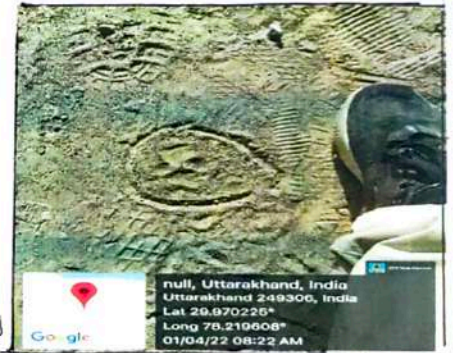 null, Uttarakhand, India
Uttarakhand 249306, India
Lat 29.970225°
Long 78.219608°
01/04/22 08:22 AM
Google